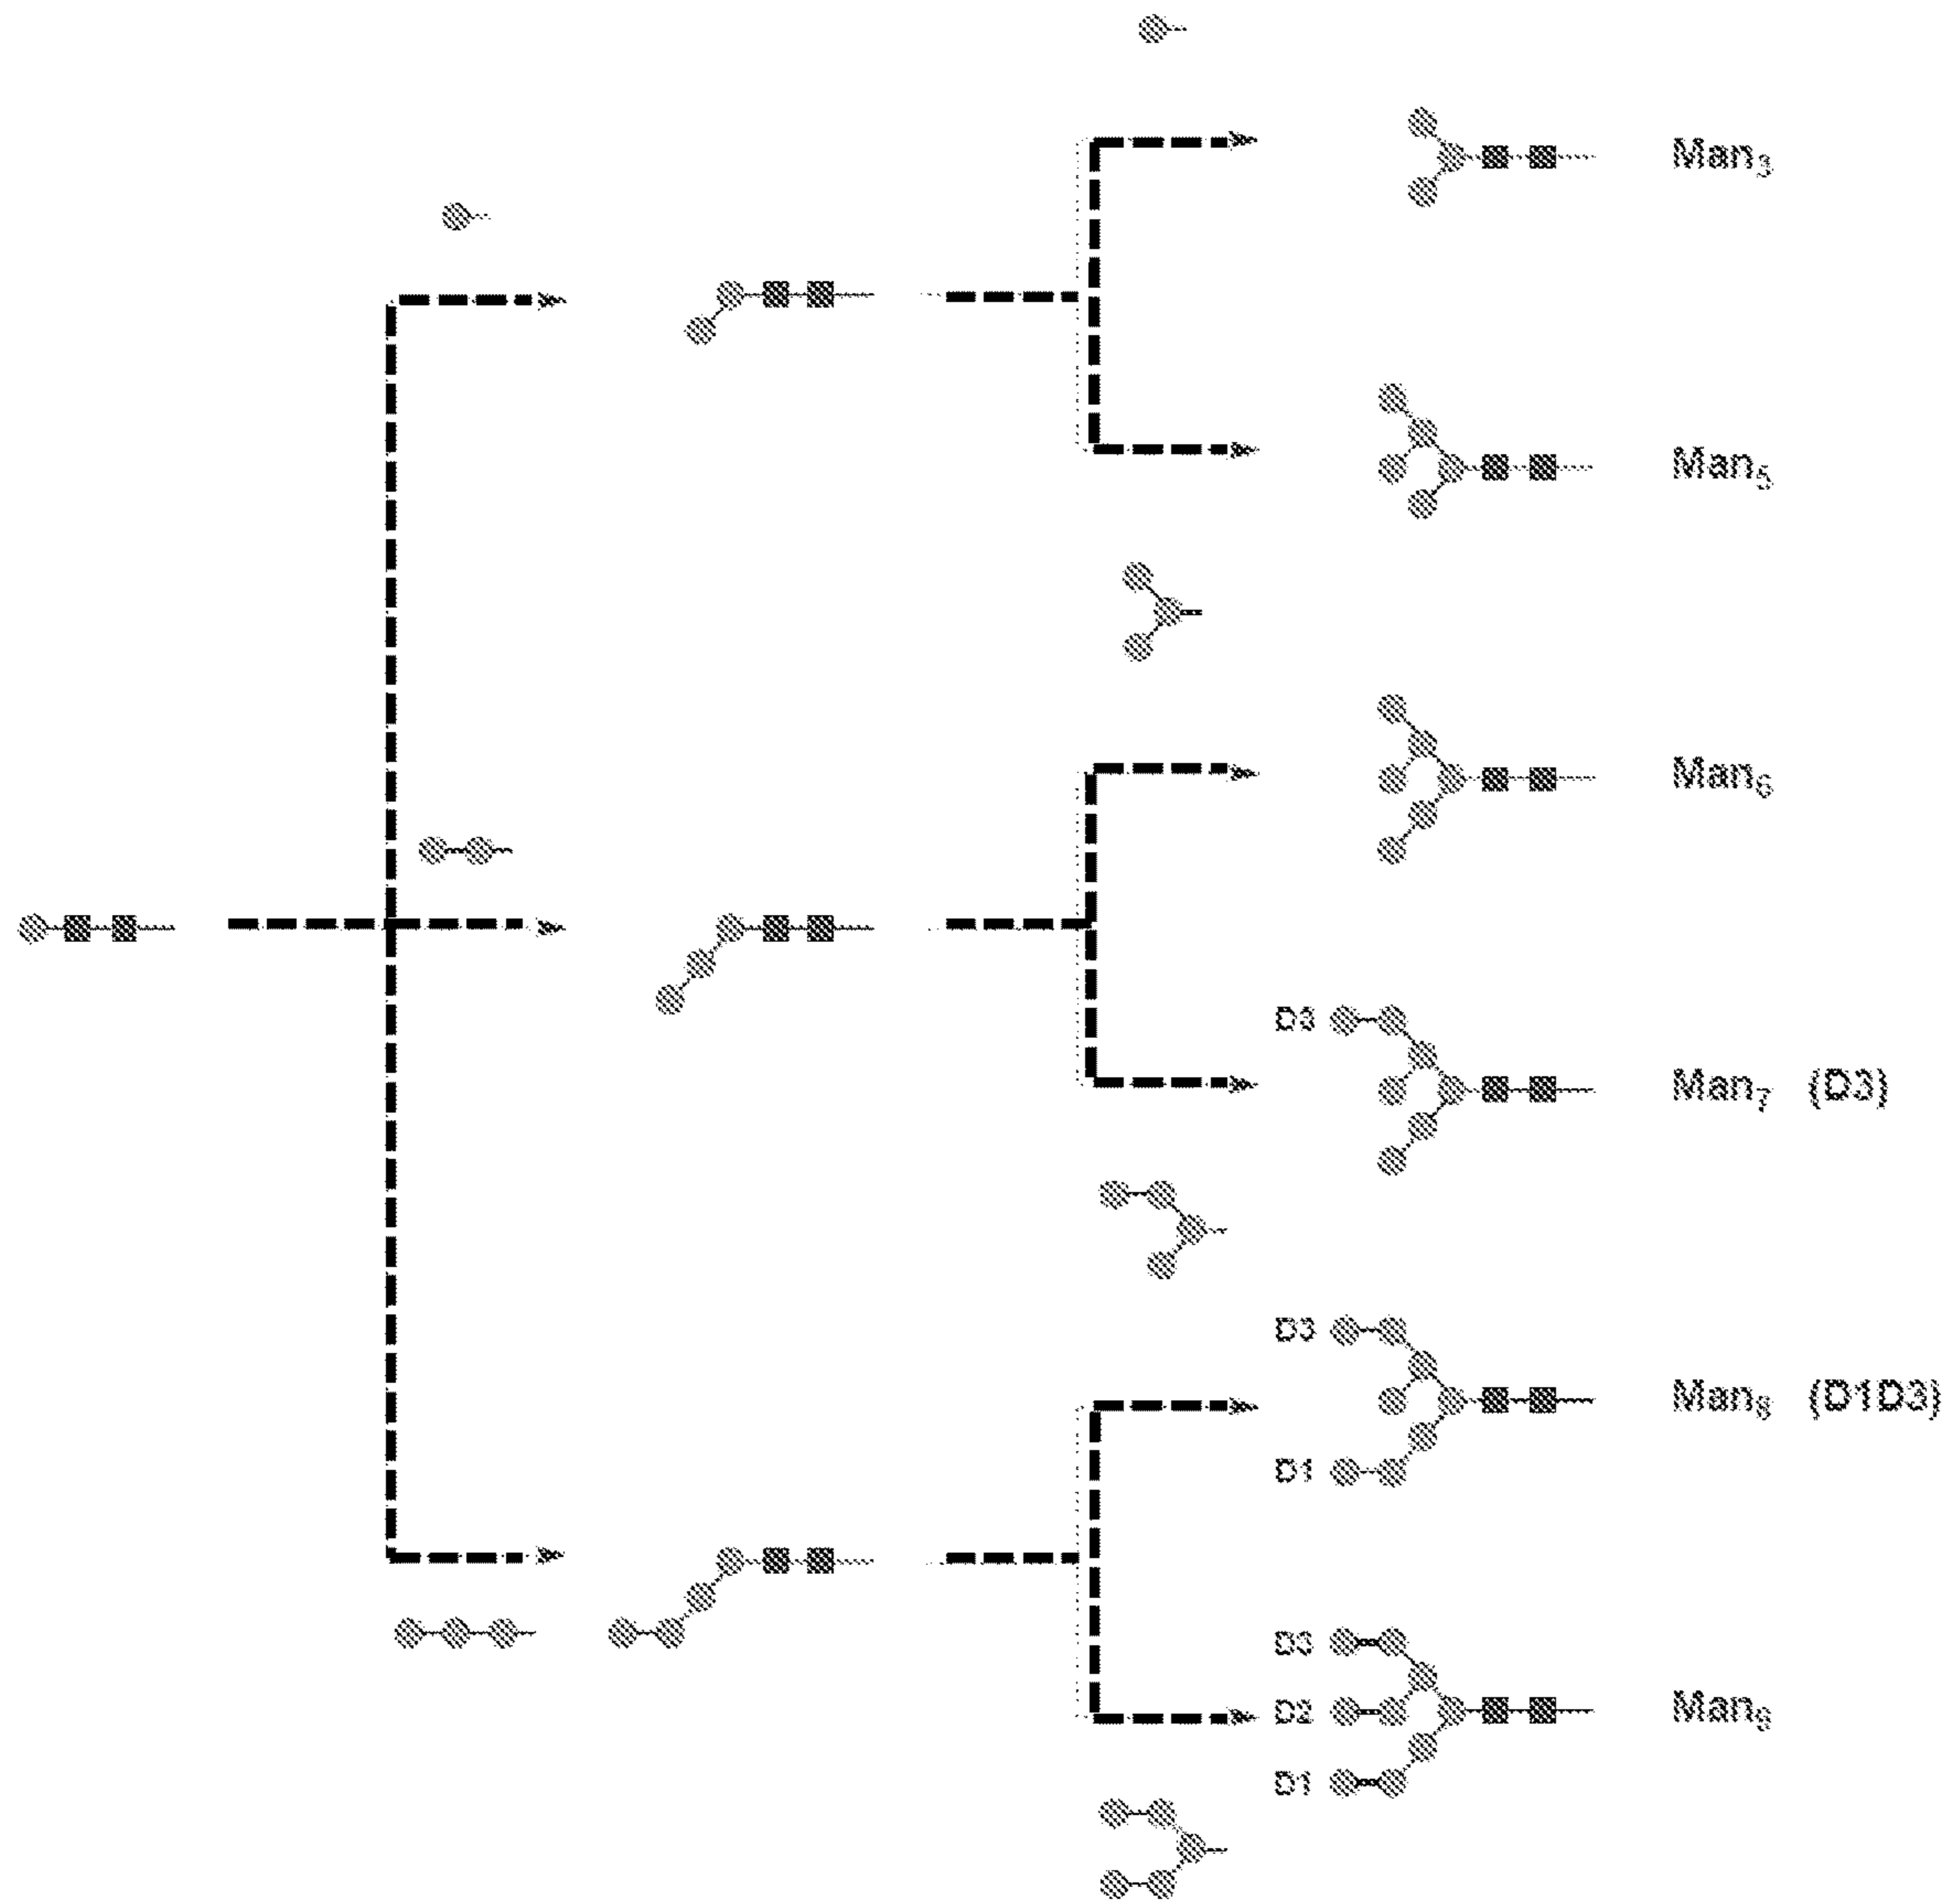 Man₃
Man₅
Man₆
D3
Man₇ (D3)
D3
Man₈ (D1D3)
D1
D3
D2
Man₉
D1